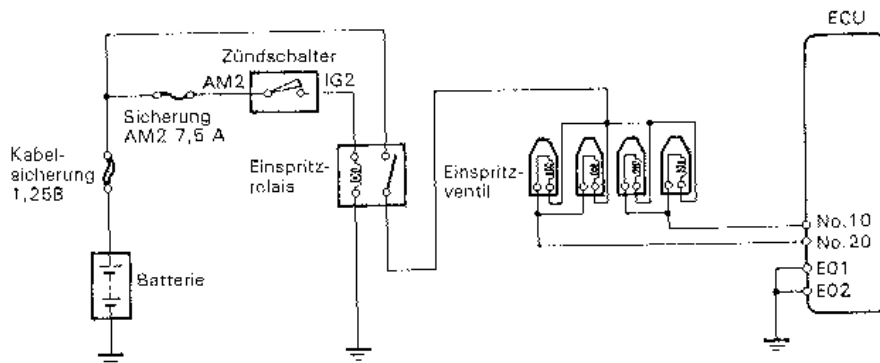 ECU
Zündschalter
AM2
IG2
Sicherung
AM2 7,5 A
Kabel-
sicherung
1,25B
Einspritz-
relais
Einspritz-
ventil
No.10
No.20
E01
E02
Batterie